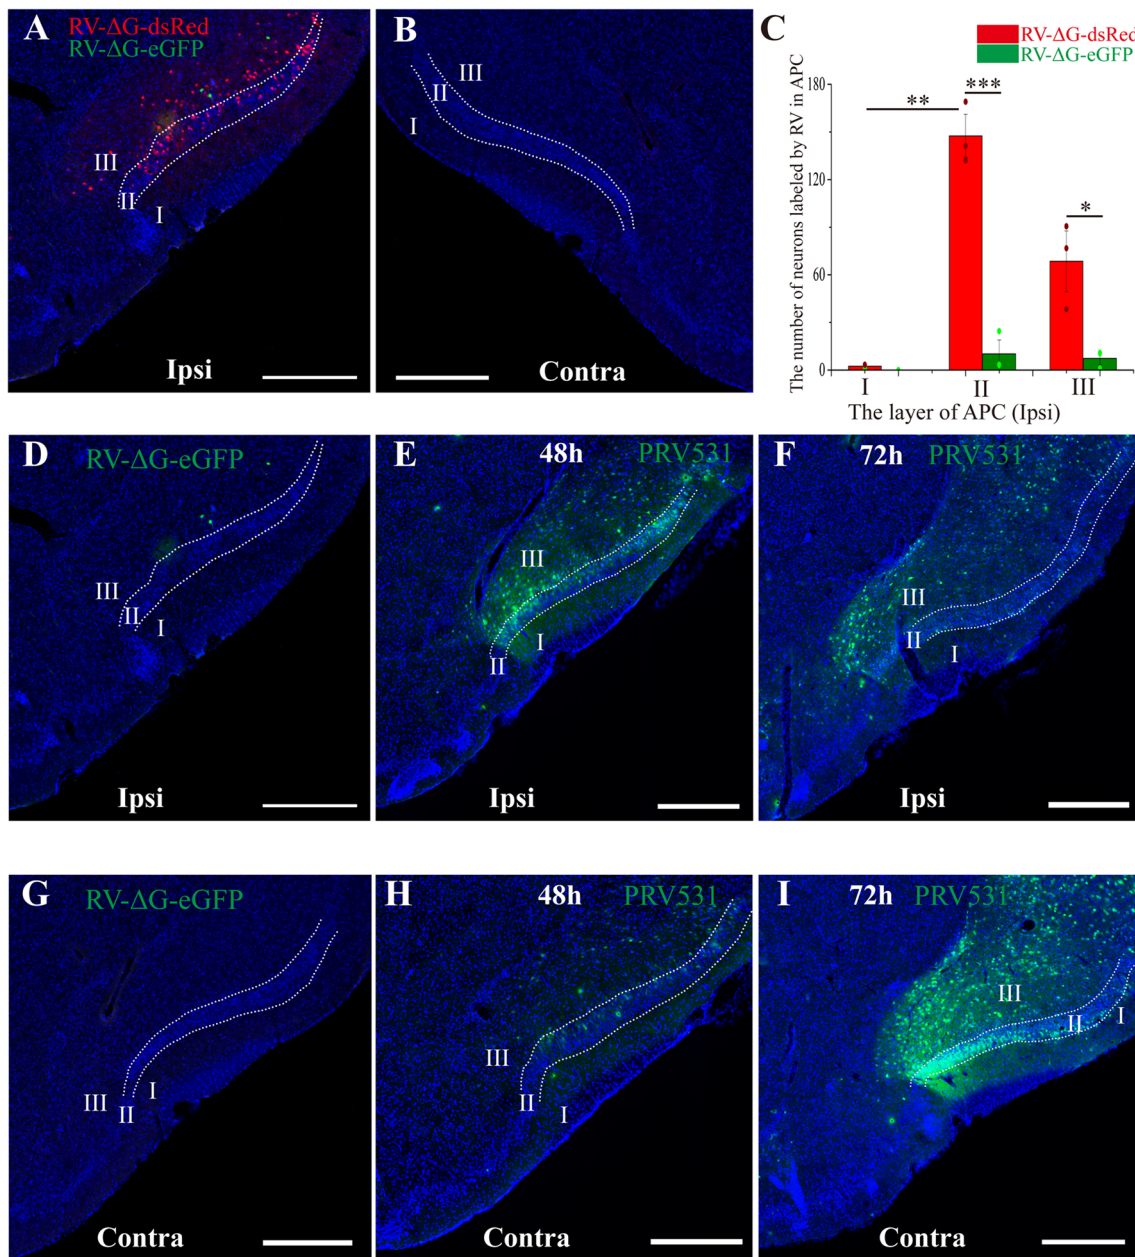 A
RV-ΔG-dsRed
RV-ΔG-eGFP
III
II
I
Ipsi
B
III
II
I
Contra
C
RV-ΔG-dsRed
RV-ΔG-eGFP
The number of neurons labeled by RV in APC
180
120
60
0
**
***
*
I
II
III
The layer of APC (Ipsi)
D
RV-ΔG-eGFP
III
II
I
Ipsi
E
48h
PRV531
III
I
II
Ipsi
F
72h
PRV531
III
II
I
Ipsi
G
RV-ΔG-eGFP
III
II
I
Contra
H
48h
PRV531
III
II
I
Contra
I
72h
PRV531
III
II
I
Contra